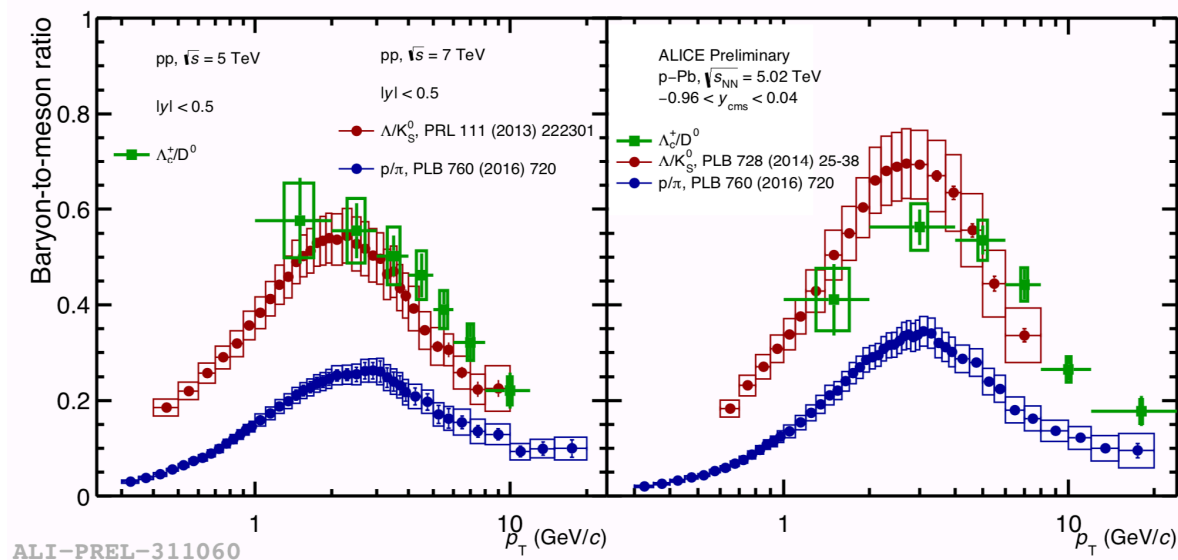 Baryon-to-meson ratio
1
0.8
0.6
0.4
0.2
0
pp, √s = 5 TeV
|y| < 0.5
Λc+/D0
pp, √s = 7 TeV
|y| < 0.5
Λ/K0S, PRL 111 (2013) 222301
p/π, PLB 760 (2016) 720
ALICE Preliminary
p−Pb, √sNN = 5.02 TeV
−0.96 < ycms < 0.04
Λc+/D0
Λ/K0S, PLB 728 (2014) 25-38
p/π, PLB 760 (2016) 720
1
10
pT (GeV/c)
1
10
pT (GeV/c)
ALI−PREL−311060